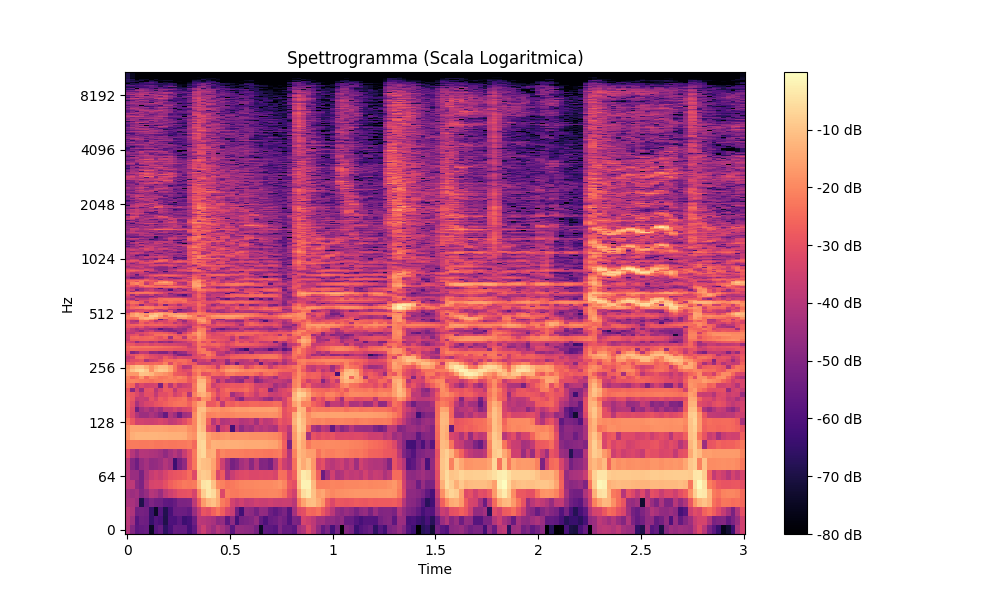 Spettrogramma (Scala Logaritmica)
8192
4096
2048
1024
512
256
128
64
0
Hz
0
0.5
1
1.5
2
2.5
3
Time
-10 dB
-20 dB
-30 dB
-40 dB
-50 dB
-60 dB
-70 dB
-80 dB